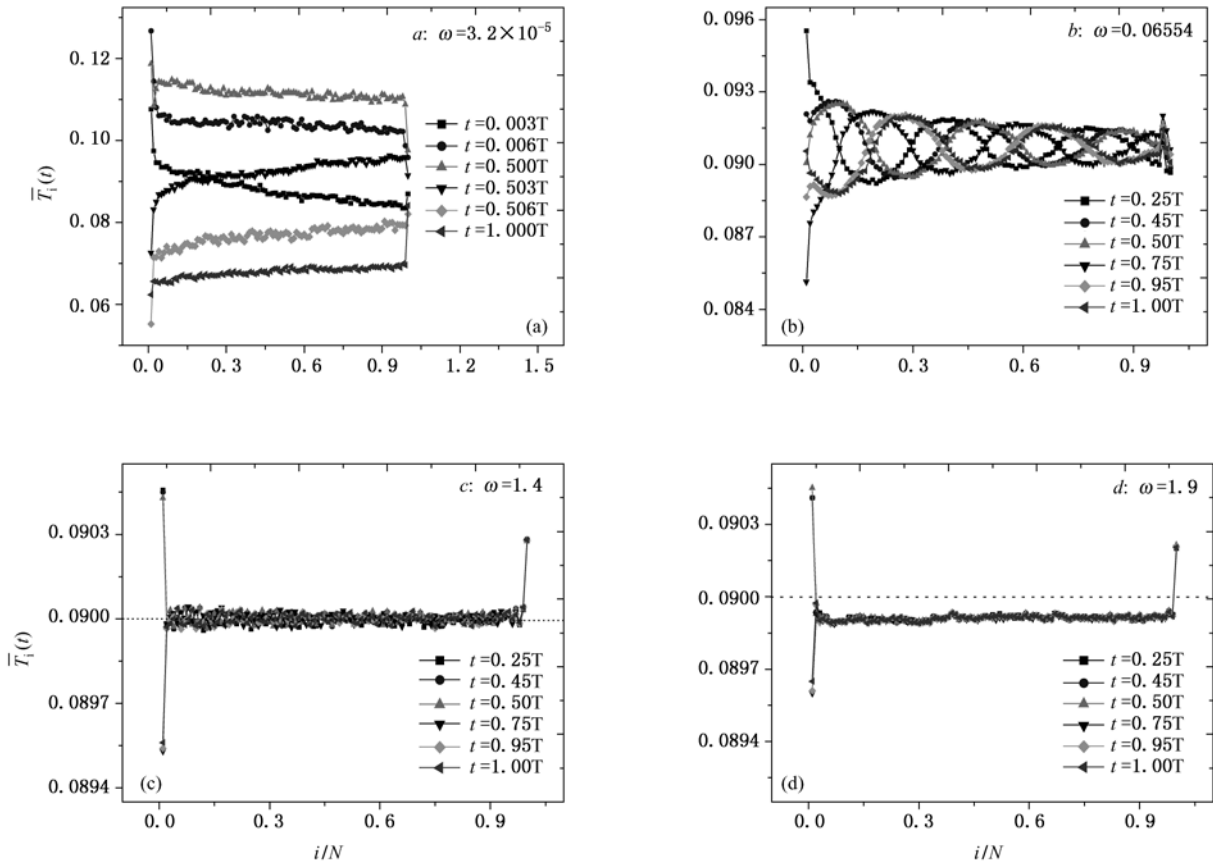 a: ω=3.2×10⁻⁵
0.12
0.10
0.08
0.06
T̅ᵢ(t)
t=0.003T
t=0.006T
t=0.500T
t=0.503T
t=0.506T
t=1.000T
(a)
0.0 0.3 0.6 0.9 1.2 1.5
b: ω=0.06554
0.096
0.093
0.090
0.087
0.084
t=0.25T
t=0.45T
t=0.50T
t=0.75T
t=0.95T
t=1.00T
(b)
0.0 0.3 0.6 0.9
c: ω=1.4
0.0903
0.0900
0.0897
0.0894
T̅ᵢ(t)
t=0.25T
t=0.45T
t=0.50T
t=0.75T
t=0.95T
t=1.00T
(c)
0.0 0.3 0.6 0.9
i/N
d: ω=1.9
0.0903
0.0900
0.0897
0.0894
t=0.25T
t=0.45T
t=0.50T
t=0.75T
t=0.95T
t=1.00T
(d)
0.0 0.3 0.6 0.9
i/N